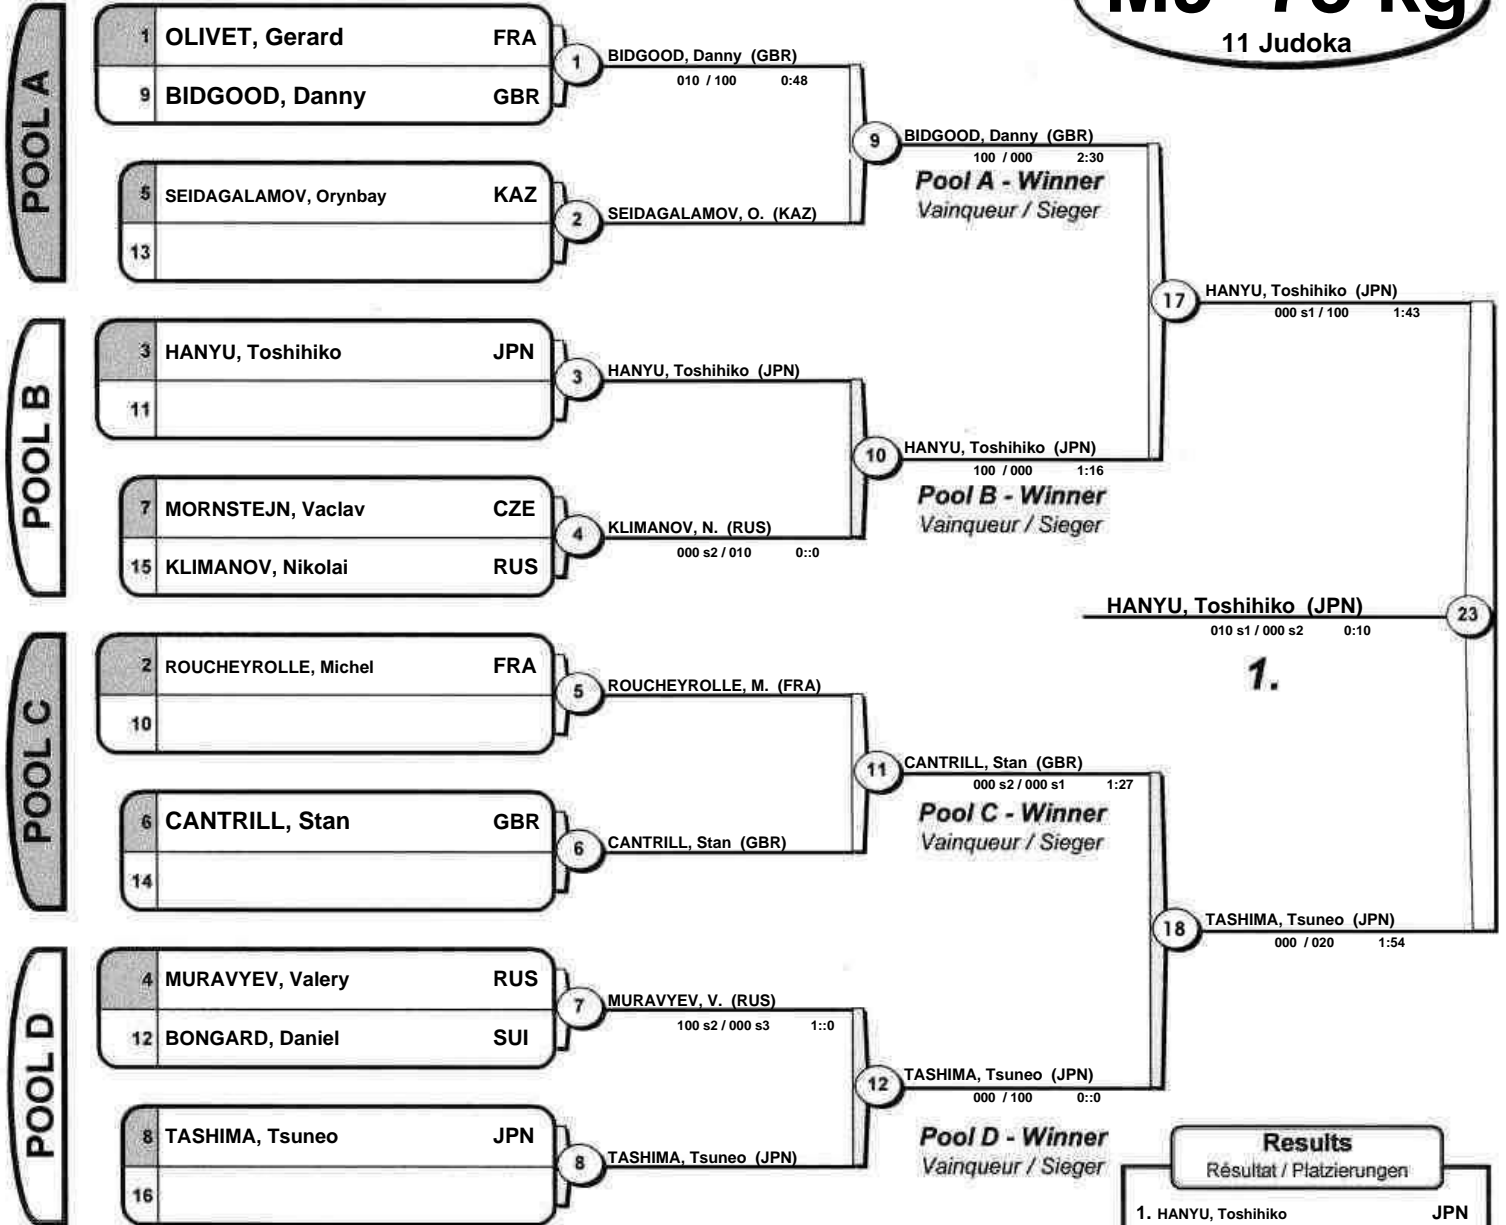 11 Judoka
POOL A
1 OLIVET, Gerard FRA
9 BIDGOOD, Danny GBR
1
BIDGOOD, Danny (GBR)
010 / 100 0:48
5 SEIDAGALAMOV, Orynbay KAZ
13
2
SEIDAGALAMOV, O. (KAZ)
9
BIDGOOD, Danny (GBR)
100 / 000 2:30
Pool A - Winner
Vainqueur / Sieger
POOL B
3 HANYU, Toshihiko JPN
11
3
HANYU, Toshihiko (JPN)
7 MORNSTEJN, Vaclav CZE
15 KLIMANOV, Nikolai RUS
4
KLIMANOV, N. (RUS)
000 s2 / 010 0::0
10
HANYU, Toshihiko (JPN)
100 / 000 1:16
Pool B - Winner
Vainqueur / Sieger
17
HANYU, Toshihiko (JPN)
000 s1 / 100 1:43
HANYU, Toshihiko (JPN)
010 s1 / 000 s2 0:10
23
1.
POOL C
2 ROUCHEYROLLE, Michel FRA
10
5
ROUCHEYROLLE, M. (FRA)
6 CANTRILL, Stan GBR
14
6
CANTRILL, Stan (GBR)
11
CANTRILL, Stan (GBR)
000 s2 / 000 s1 1:27
Pool C - Winner
Vainqueur / Sieger
POOL D
4 MURAVYEV, Valery RUS
12 BONGARD, Daniel SUI
7
MURAVYEV, V. (RUS)
100 s2 / 000 s3 1::0
8 TASHIMA, Tsuneo JPN
16
8
TASHIMA, Tsuneo (JPN)
12
TASHIMA, Tsuneo (JPN)
000 / 100 0::0
Pool D - Winner
Vainqueur / Sieger
18
TASHIMA, Tsuneo (JPN)
000 / 020 1:54
Results
Résultat / Platzierungen
1. HANYU, Toshihiko JPN